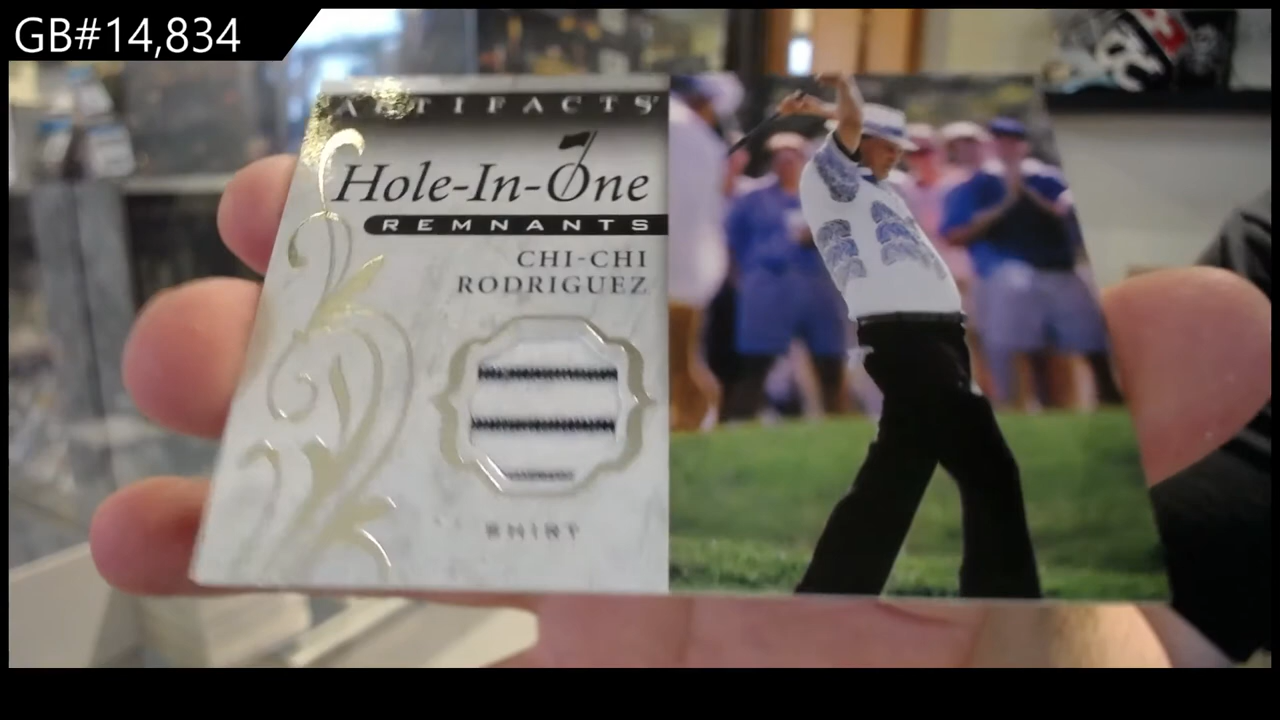 GB#14,834
ARTIFACTS
Hole-In-One
REMNANTS
CHI-CHI
RODRIGUEZ
SHIRT